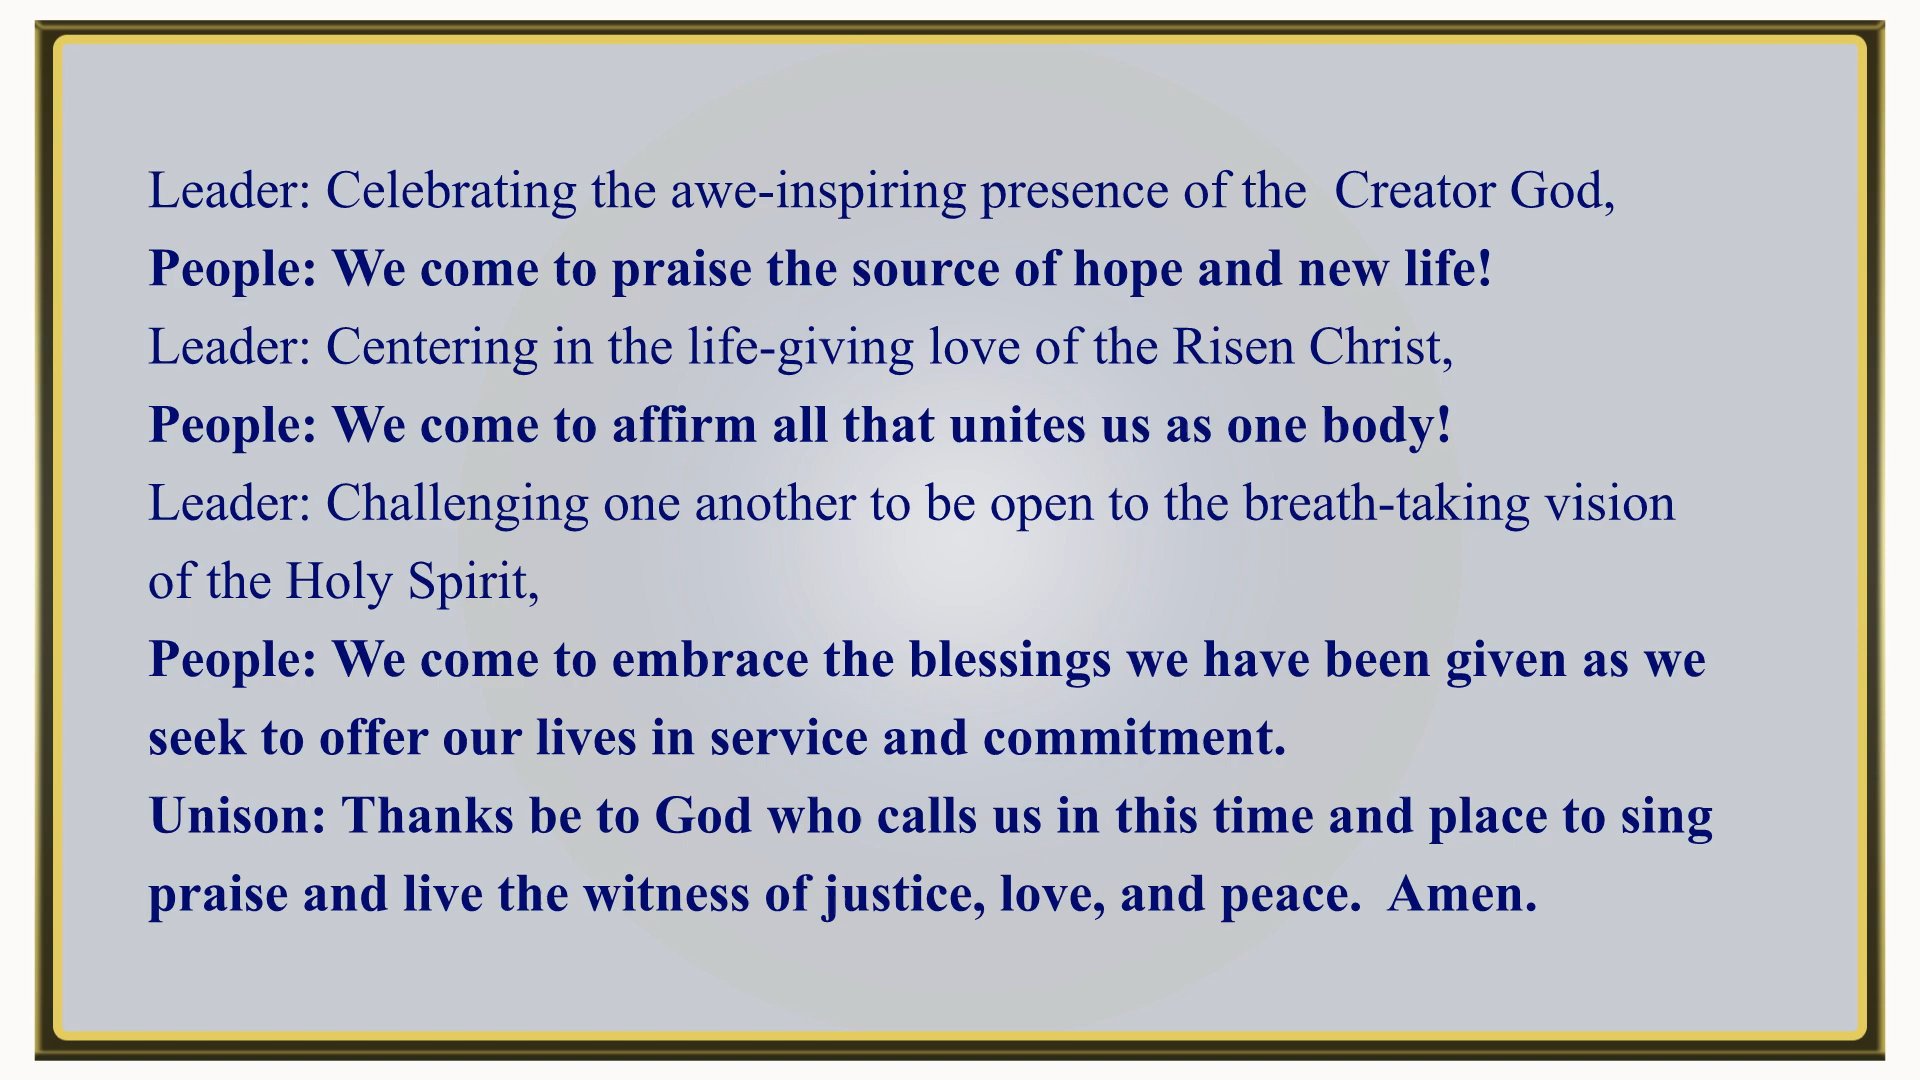 Leader: Celebrating the awe-inspiring presence of the  Creator God,
People: We come to praise the source of hope and new life!
Leader: Centering in the life-giving love of the Risen Christ,
People: We come to affirm all that unites us as one body!
Leader: Challenging one another to be open to the breath-taking vision
of the Holy Spirit,
People: We come to embrace the blessings we have been given as we
seek to offer our lives in service and commitment.
Unison: Thanks be to God who calls us in this time and place to sing
praise and live the witness of justice, love, and peace.  Amen.